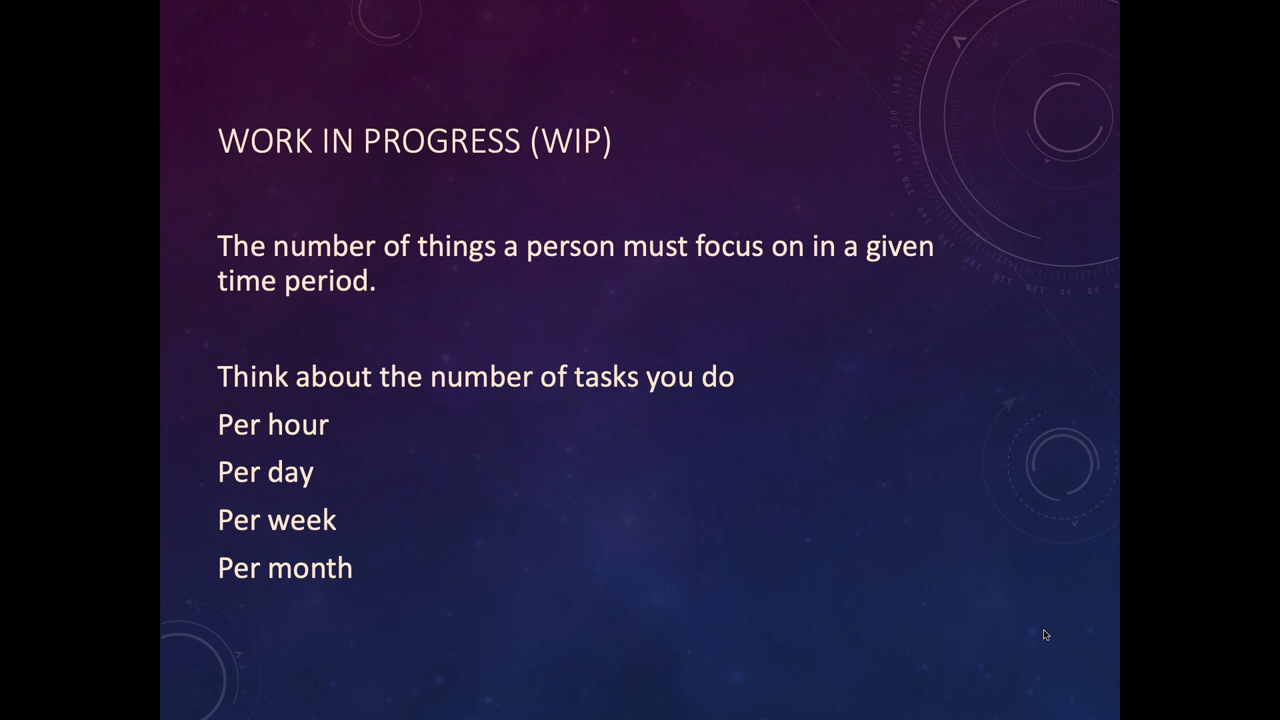 WORK IN PROGRESS (WIP)
The number of things a person must focus on in a given
time period.
Think about the number of tasks you do
Per hour
Per day
Per week
Per month